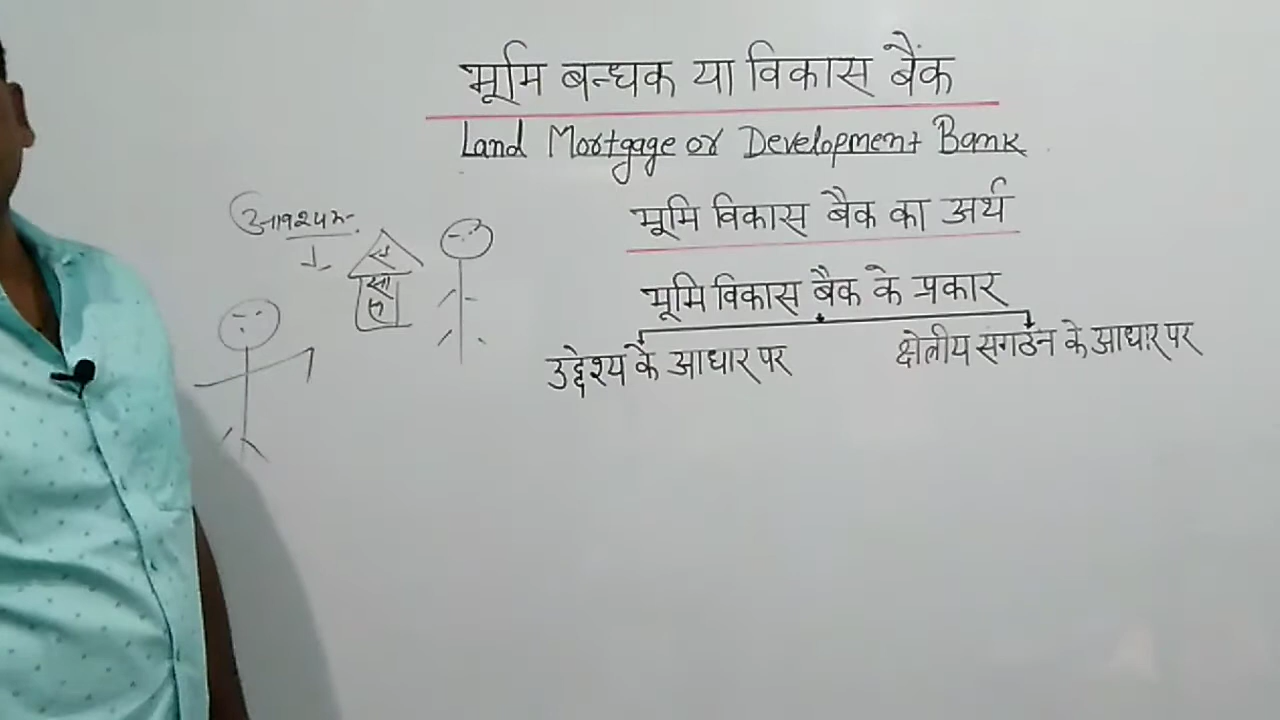 भूमि बन्धक या विकास बैंक
Land Mortgage or Development Bank
भूमि विकास बैंक का अर्थ
भूमि विकास बैंक के प्रकार
उद्देश्य के आधार पर
क्षेत्रीय संगठन के आधार पर